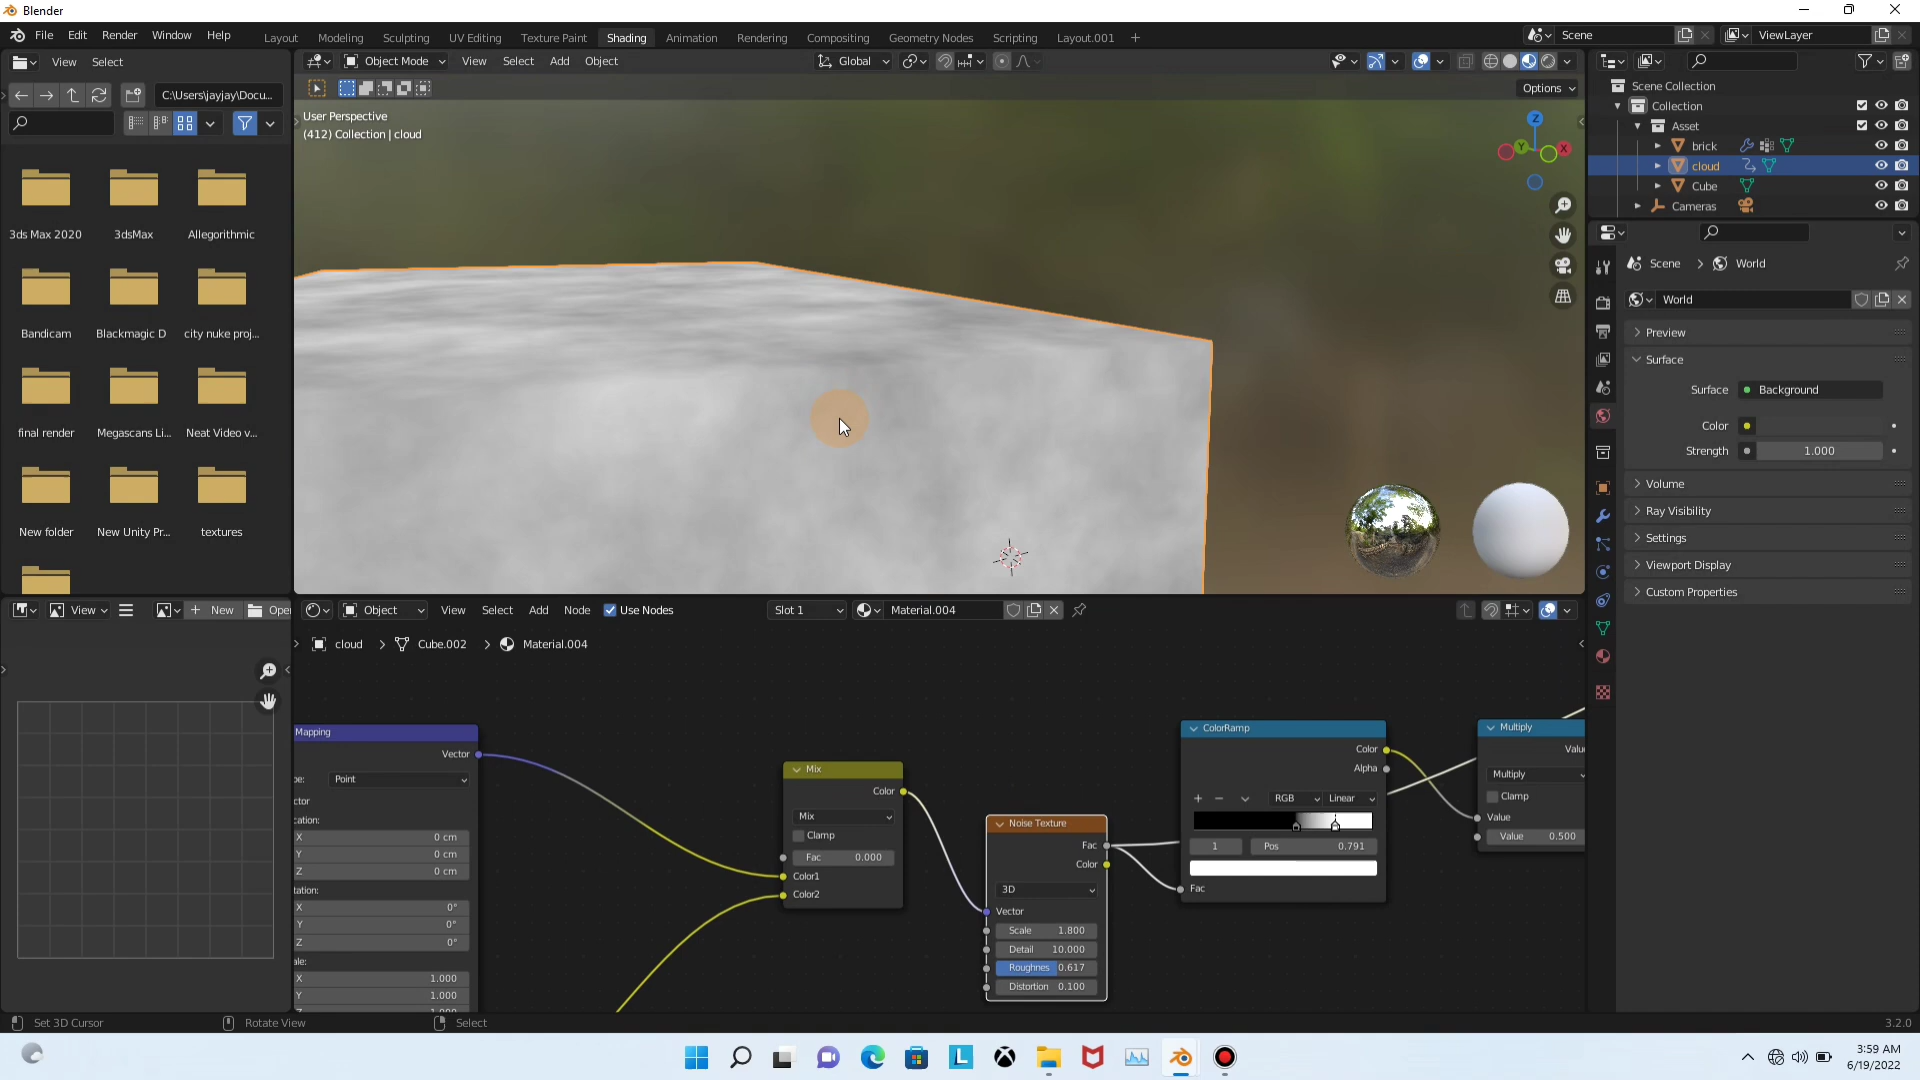 Blender
File Edit Render Window Help
Layout Modeling Sculpting UV Editing Texture Paint Shading Animation Rendering Compositing Geometry Nodes Scripting Layout.001
Scene
ViewLayer
View Select
C:\Users\jayjay\Docu...
3ds Max 2020 3dsMax Allegorithmic
Bandicam Blackmagic D city nuke proj...
final render Megascans Li... Neat Video v...
New folder New Unity Pr... textures
Object Mode View Select Add Object
Global
Options
User Perspective
(412) Collection | cloud
Z
Y
X
Scene Collection
Collection
Asset
brick
cloud
Cube
Cameras
Scene > World
World
Preview
Surface
Surface Background
Color
Strength 1.000
Volume
Ray Visibility
Settings
Viewport Display
Custom Properties
View New Open
Object View Select Add Node Use Nodes
Slot 1
Material.004
cloud > Cube.002 > Material.004
Mapping
Vector
Point
X 0 cm
Y 0 cm
Z 0 cm
X 0°
Y 0°
Z 0°
X 1.000
Y 1.000
Mix
Color
Mix
Clamp
Fac 0.000
Color1
Color2
Noise Texture
Fac
Color
3D
Vector
Scale 1.800
Detail 10.000
Roughnes 0.617
Distortion 0.100
ColorRamp
Color
Alpha
RGB Linear
1 Pos 0.791
Fac
Multiply
Valu
Multiply
Clamp
Value
Value 0.500
Set 3D Cursor Rotate View Select
3.2.0
3:59 AM
6/19/2022